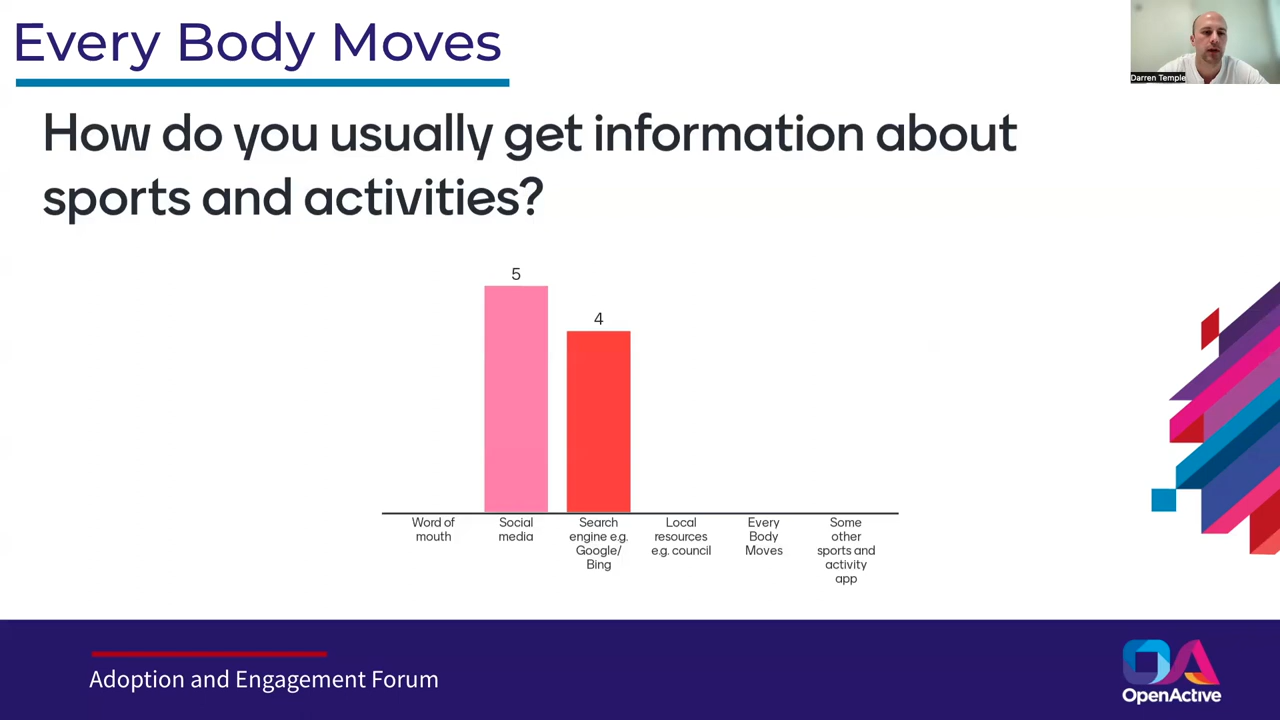 Every Body Moves
Darren Temple
How do you usually get information about
sports and activities?
5
4
Word of
mouth
Social
media
Search
engine e.g.
Google/
Bing
Local
resources
e.g. council
Every
Body
Moves
Some
other
sports and
activity
app
Adoption and Engagement Forum
OA
OpenActive